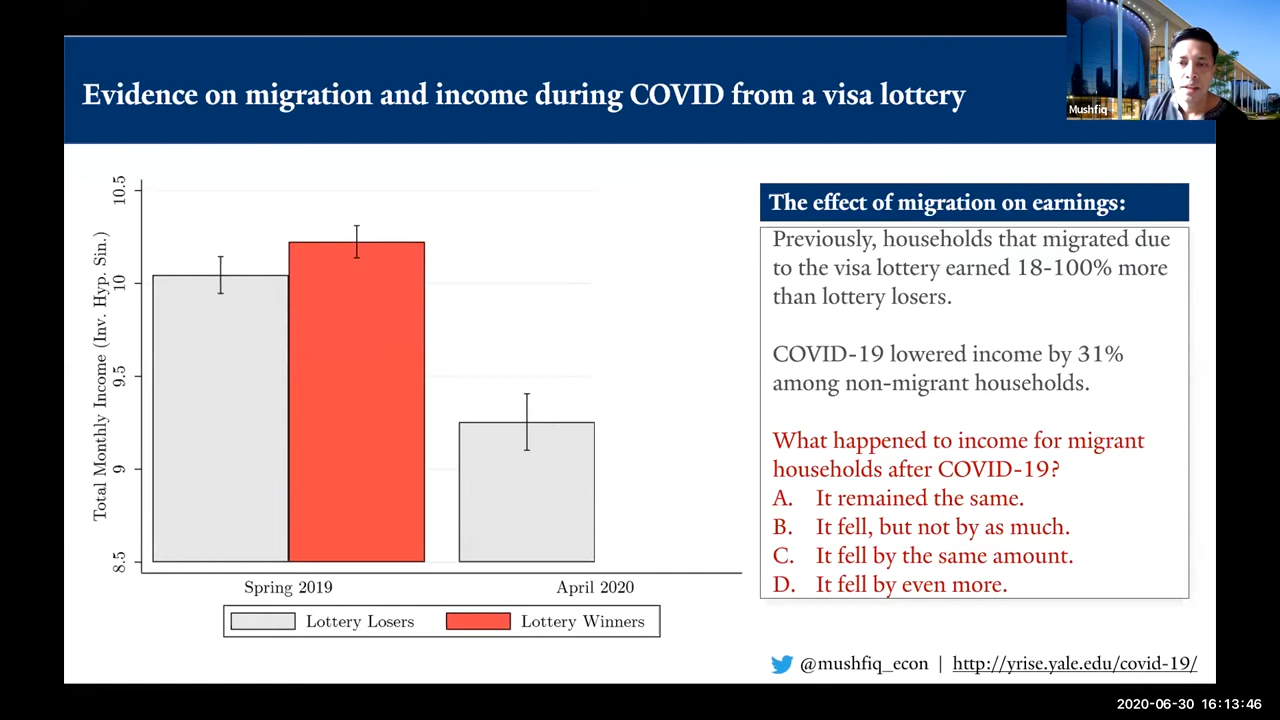 Evidence on migration and income during COVID from a visa lottery
Mushfiq
Total Monthly Income (Inv. Hyp. Sin.)
10.5
10
9.5
9
8.5
Spring 2019
April 2020
Lottery Losers
Lottery Winners
The effect of migration on earnings:
Previously, households that migrated due
to the visa lottery earned 18-100% more
than lottery losers.
COVID-19 lowered income by 31%
among non-migrant households.
What happened to income for migrant
households after COVID-19?
A. It remained the same.
B. It fell, but not by as much.
C. It fell by the same amount.
D. It fell by even more.
@mushfiq_econ | http://yrise.yale.edu/covid-19/
2020-06-30 16:13:46